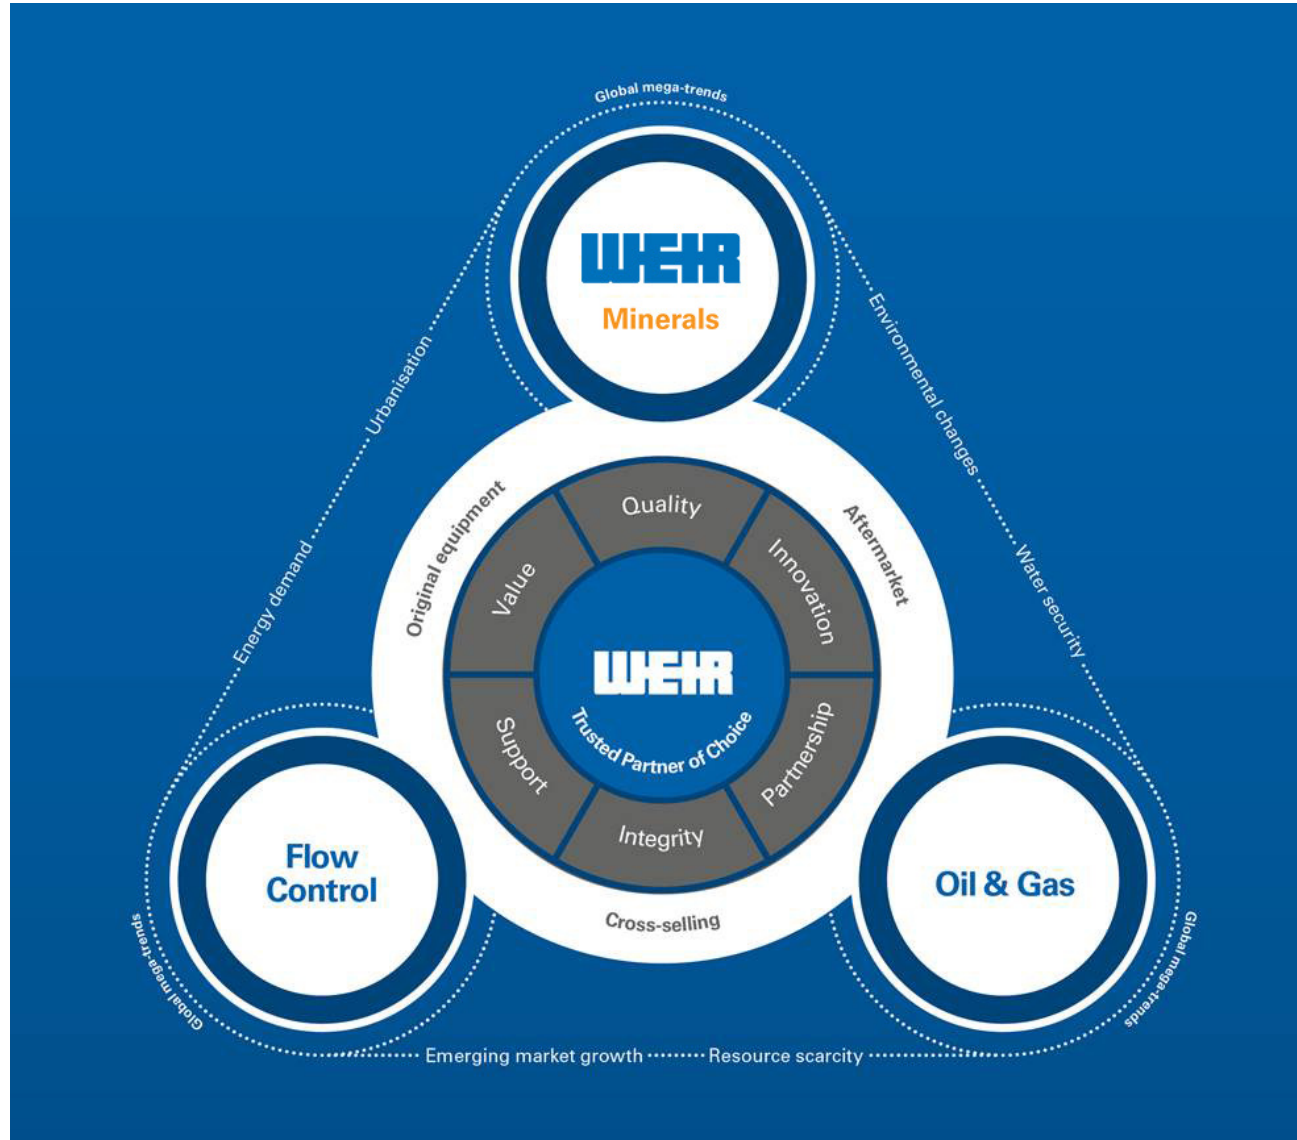 Global mega-trends
WEIR
Minerals
Urbanisation
Environmental changes
Energy demand
Water security
Original equipment
Aftermarket
Quality
Innovation
Value
WEIR
Trusted Partner of Choice
Support
Partnership
Integrity
Cross-selling
Flow
Control
Oil & Gas
Global mega-trends
Global mega-trends
Emerging market growth
Resource scarcity